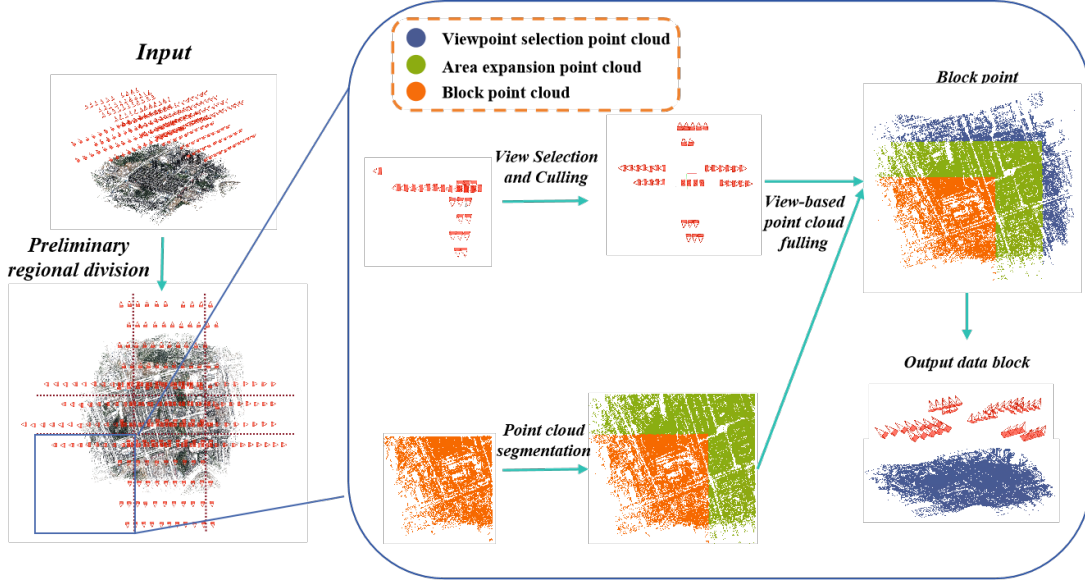 Input
Preliminary
regional division
Viewpoint selection point cloud
Area expansion point cloud
Block point cloud
View Selection
and Culling
View-based
point cloud
fulling
Block point
Point cloud
segmentation
Output data block